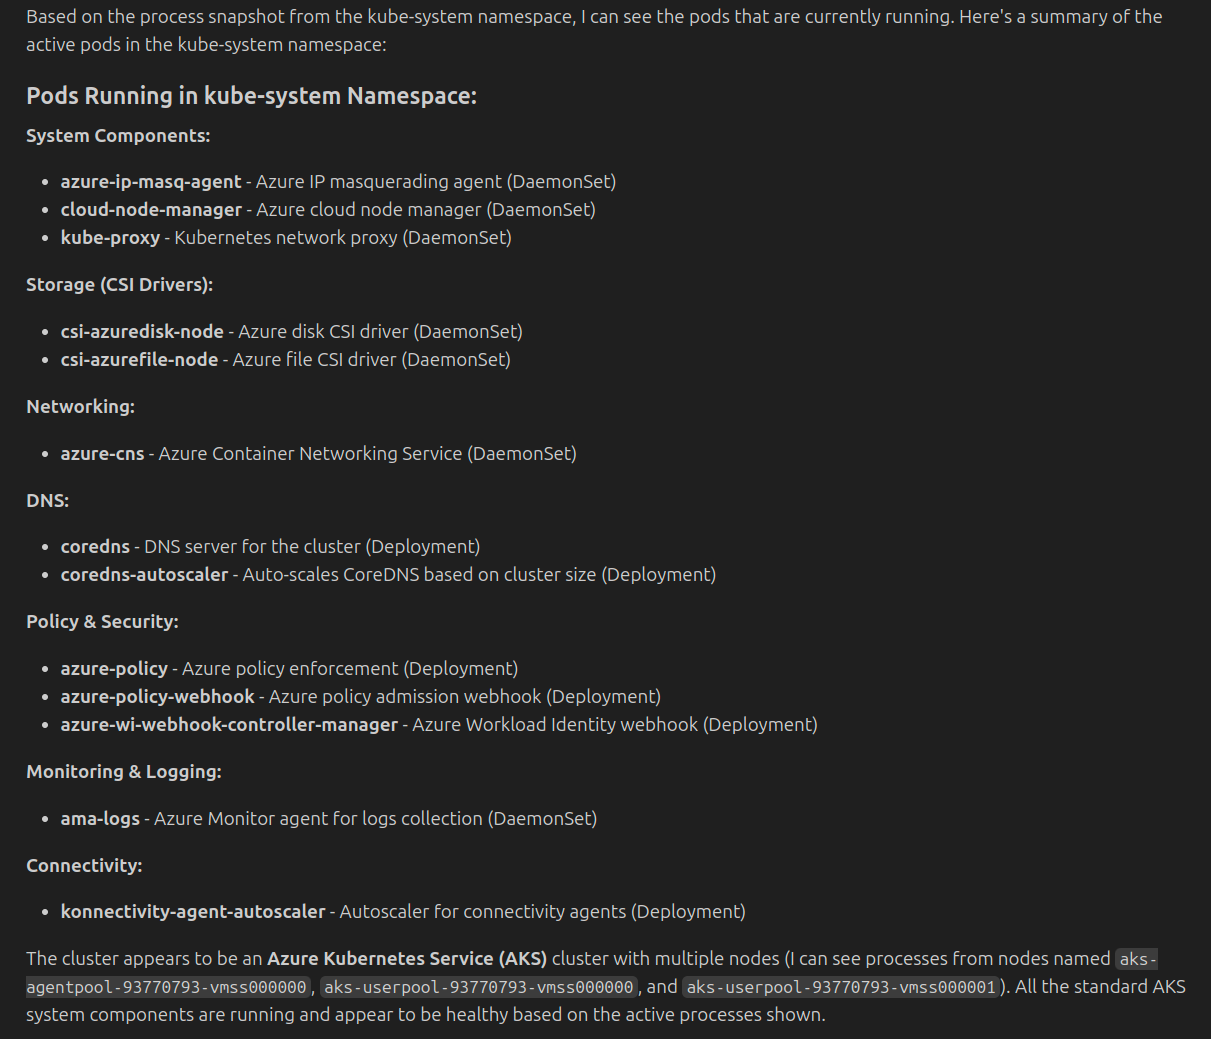 Based on the process snapshot from the kube-system namespace, I can see the pods that are currently running. Here's a summary of the
active pods in the kube-system namespace:
Pods Running in kube-system Namespace:
System Components:
• azure-ip-masq-agent - Azure IP masquerading agent (DaemonSet)
• cloud-node-manager - Azure cloud node manager (DaemonSet)
• kube-proxy - Kubernetes network proxy (DaemonSet)
Storage (CSI Drivers):
• csi-azuredisk-node - Azure disk CSI driver (DaemonSet)
• csi-azurefile-node - Azure file CSI driver (DaemonSet)
Networking:
• azure-cns - Azure Container Networking Service (DaemonSet)
DNS:
• coredns - DNS server for the cluster (Deployment)
• coredns-autoscaler - Auto-scales CoreDNS based on cluster size (Deployment)
Policy & Security:
• azure-policy - Azure policy enforcement (Deployment)
• azure-policy-webhook - Azure policy admission webhook (Deployment)
• azure-wi-webhook-controller-manager - Azure Workload Identity webhook (Deployment)
Monitoring & Logging:
• ama-logs - Azure Monitor agent for logs collection (DaemonSet)
Connectivity:
• konnectivity-agent-autoscaler - Autoscaler for connectivity agents (Deployment)
The cluster appears to be an Azure Kubernetes Service (AKS) cluster with multiple nodes (I can see processes from nodes named aks-
agentpool-93770793-vmss000000, aks-userpool-93770793-vmss000000, and aks-userpool-93770793-vmss000001). All the standard AKS
system components are running and appear to be healthy based on the active processes shown.